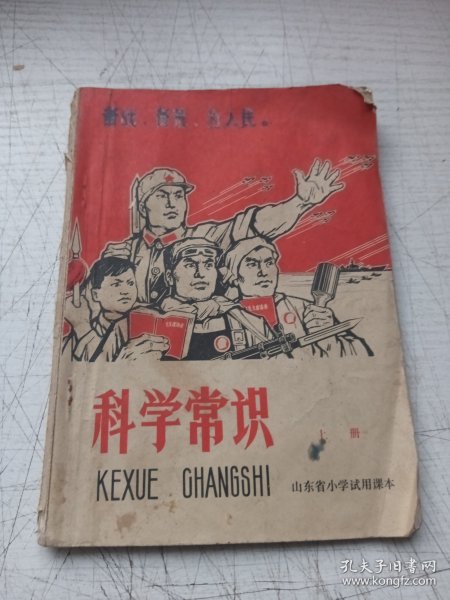 备战、备荒、为人民。
科学常识
上册
KEXUE CHANGSHI
山东省小学试用课本
孔夫子旧书网
www.kongfz.com